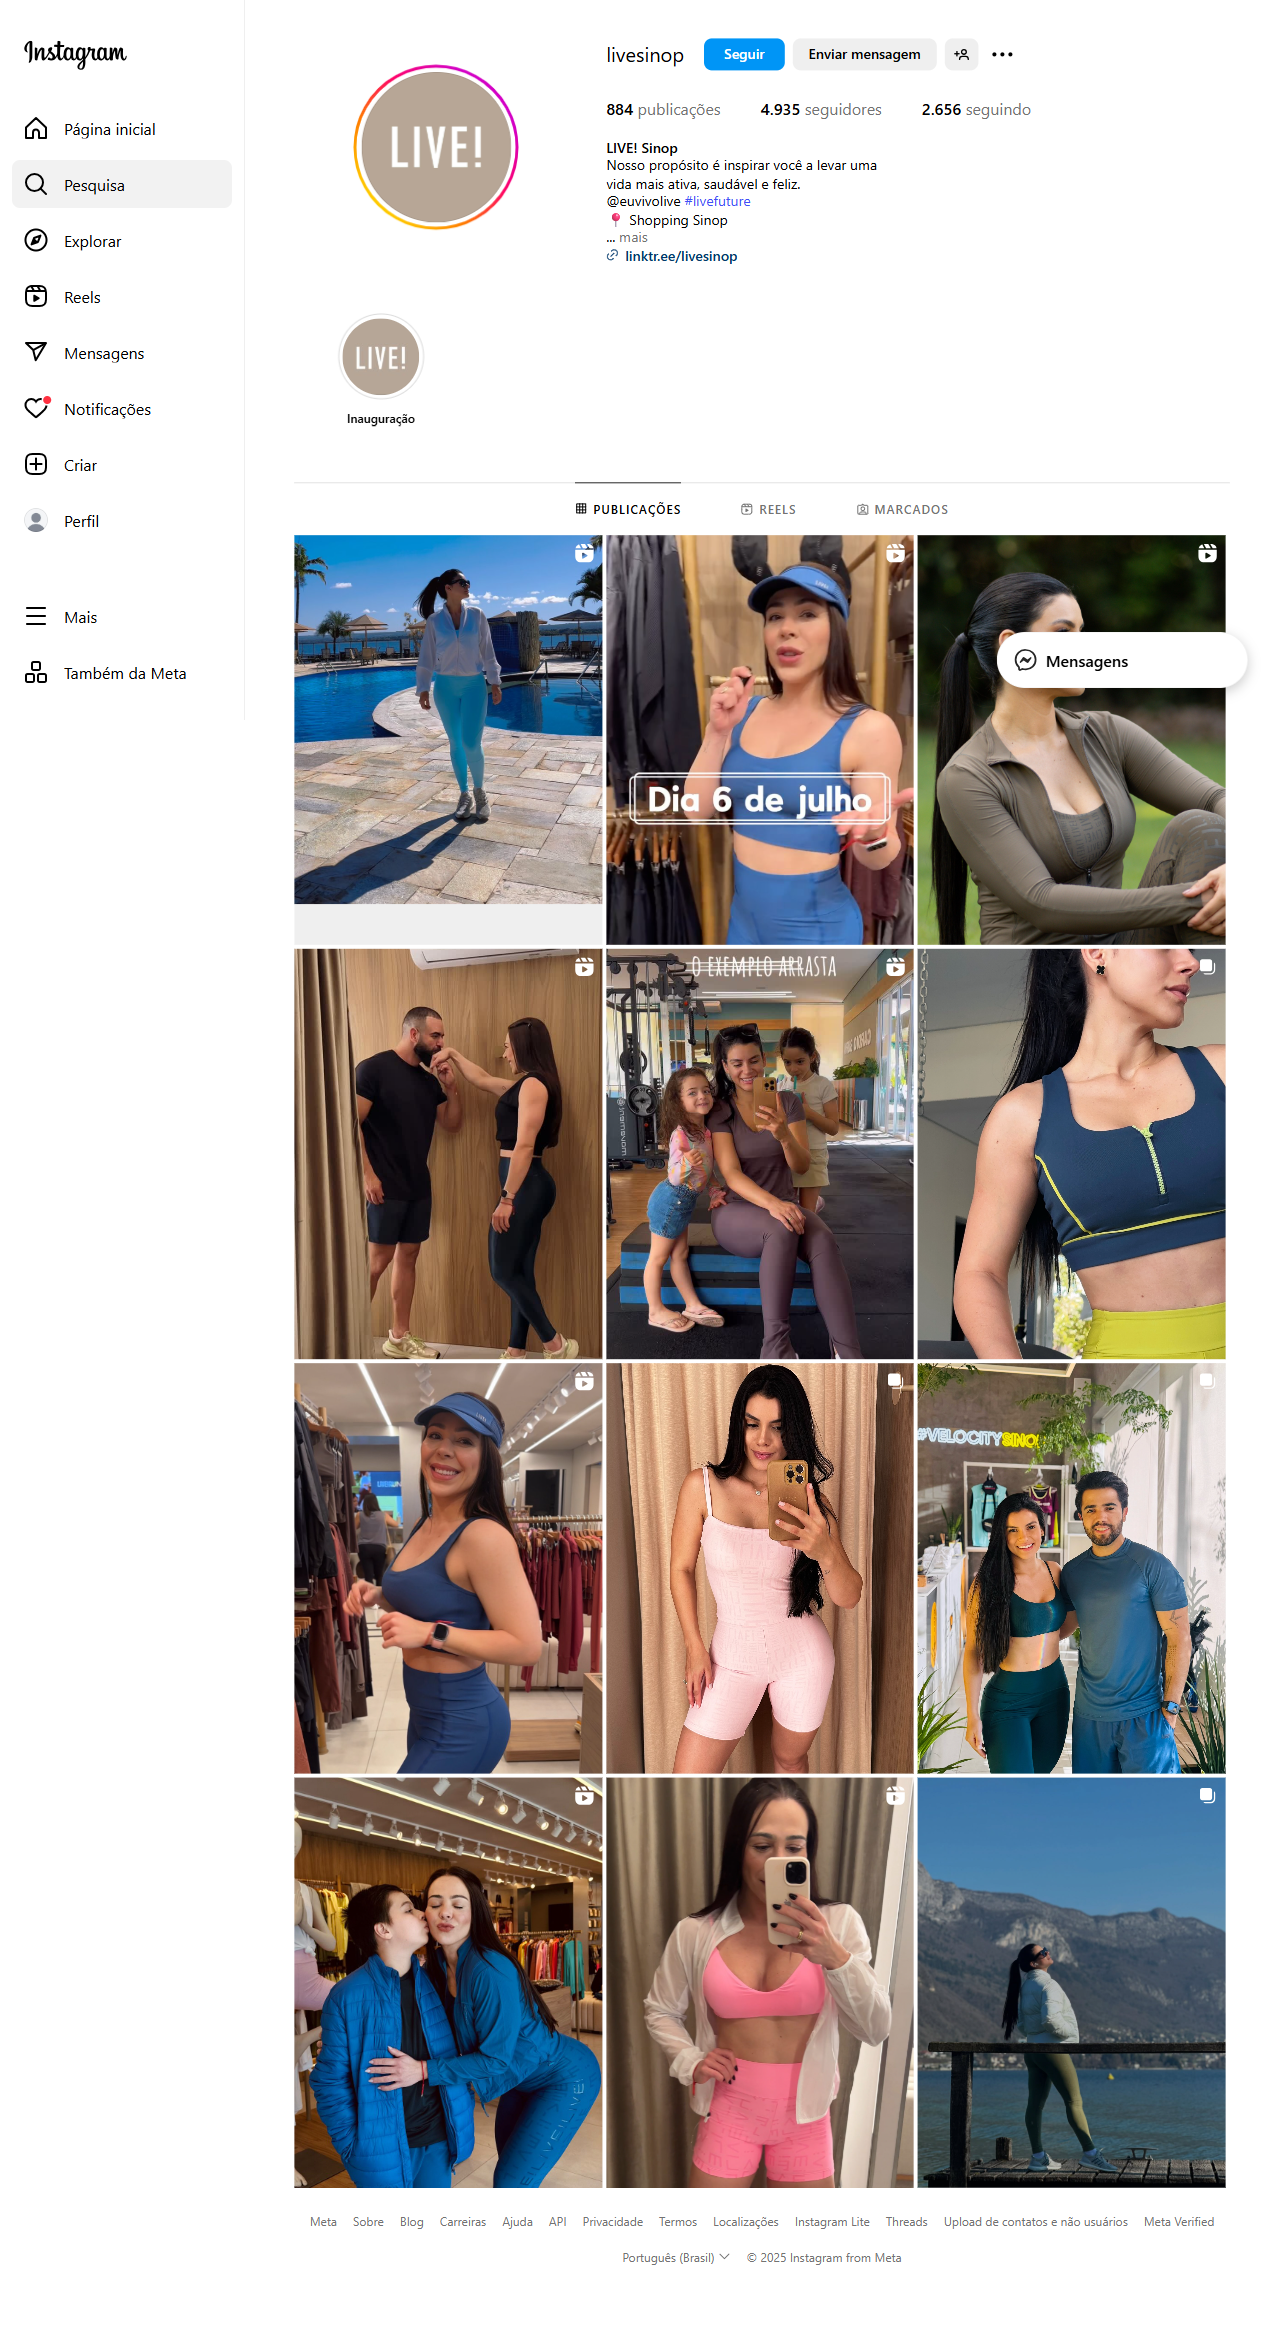 Instagram
Página inicial
Pesquisa
Explorar
Reels
Mensagens
Notificações
Criar
Perfil
Mais
Também da Meta
LIVE!
livesinop
Seguir
Enviar mensagem
884 publicações 4.935 seguidores 2.656 seguindo
LIVE! Sinop
Nosso propósito é inspirar você a levar uma
vida mais ativa, saudável e feliz.
@euvivolive #livefuture
📍 Shopping Sinop
... mais
linktr.ee/livesinop
LIVE!
Inauguração
PUBLICAÇÕES REELS MARCADOS
Dia 6 de julho
Mensagens
O EXEMPLO ARRASTA
#VELOCITYSINO
Meta Sobre Blog Carreiras Ajuda API Privacidade Termos Localizações Instagram Lite Threads Upload de contatos e não usuários Meta Verified
Português (Brasil) © 2025 Instagram from Meta